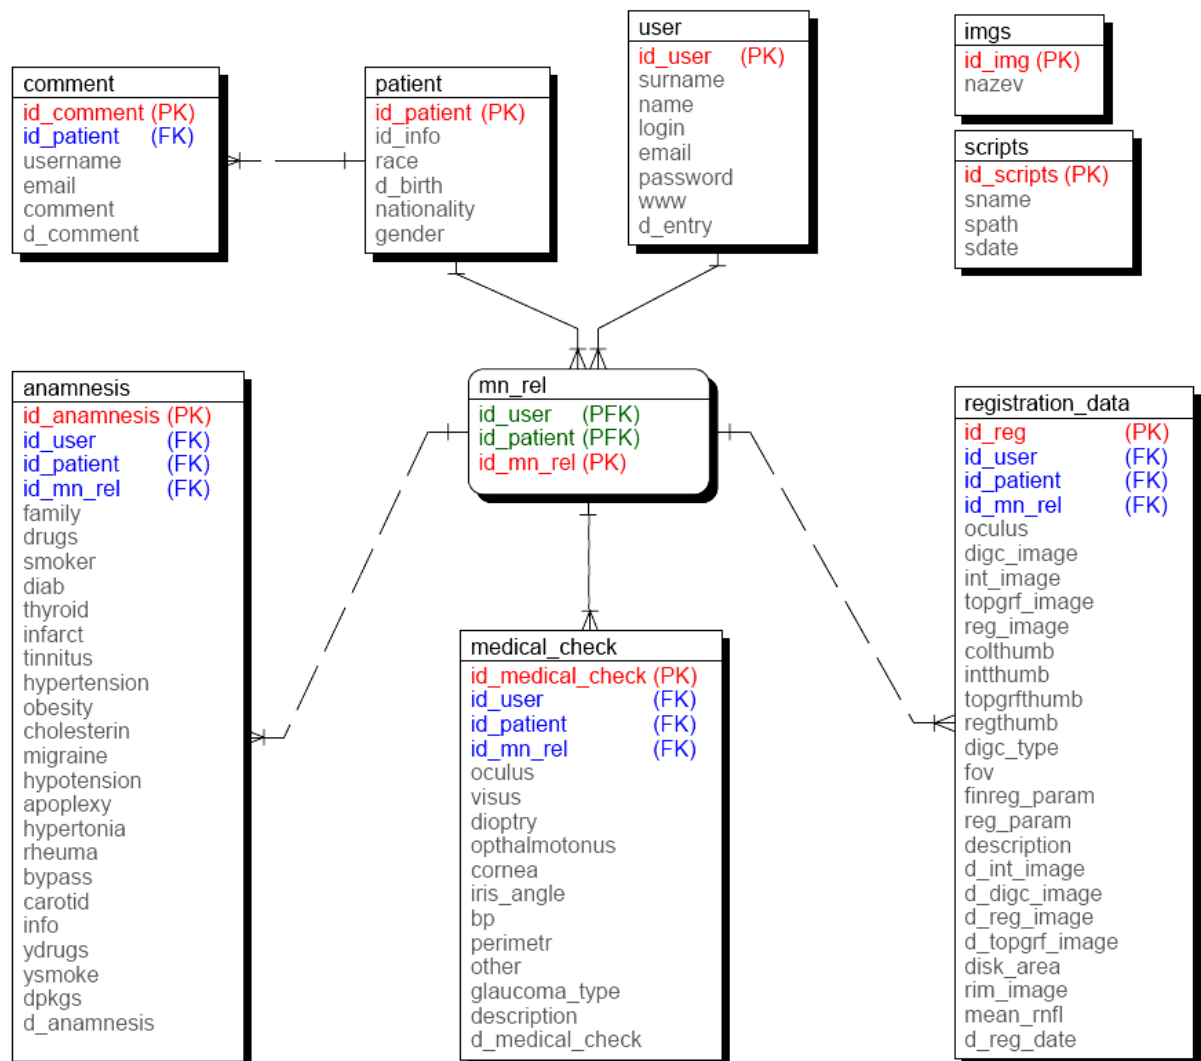 comment
id_comment (PK)
id_patient (FK)
username
email
comment
d_comment
patient
id_patient (PK)
id_info
race
d_birth
nationality
gender
user
id_user (PK)
surname
name
login
email
password
www
d_entry
imgs
id_img (PK)
nazev
scripts
id_scripts (PK)
sname
spath
sdate
anamnesis
id_anamnesis (PK)
id_user (FK)
id_patient (FK)
id_mn_rel (FK)
family
drugs
smoker
diab
thyroid
infarct
tinnitus
hypertension
obesity
cholesterin
migraine
hypotension
apoplexy
hypertonia
rheuma
bypass
carotid
info
ydrugs
ysmoke
dpkgs
d_anamnesis
mn_rel
id_user (PFK)
id_patient (PFK)
id_mn_rel (PK)
medical_check
id_medical_check (PK)
id_user (FK)
id_patient (FK)
id_mn_rel (FK)
oculus
visus
dioptry
opthalmotonus
cornea
iris_angle
bp
perimetr
other
glaucoma_type
description
d_medical_check
registration_data
id_reg (PK)
id_user (FK)
id_patient (FK)
id_mn_rel (FK)
oculus
digc_image
int_image
topgrf_image
reg_image
colthumb
intthumb
topgrfthumb
regthumb
digc_type
fov
finreg_param
reg_param
description
d_int_image
d_digc_image
d_reg_image
d_topgrf_image
disk_area
rim_image
mean_rnfl
d_reg_date